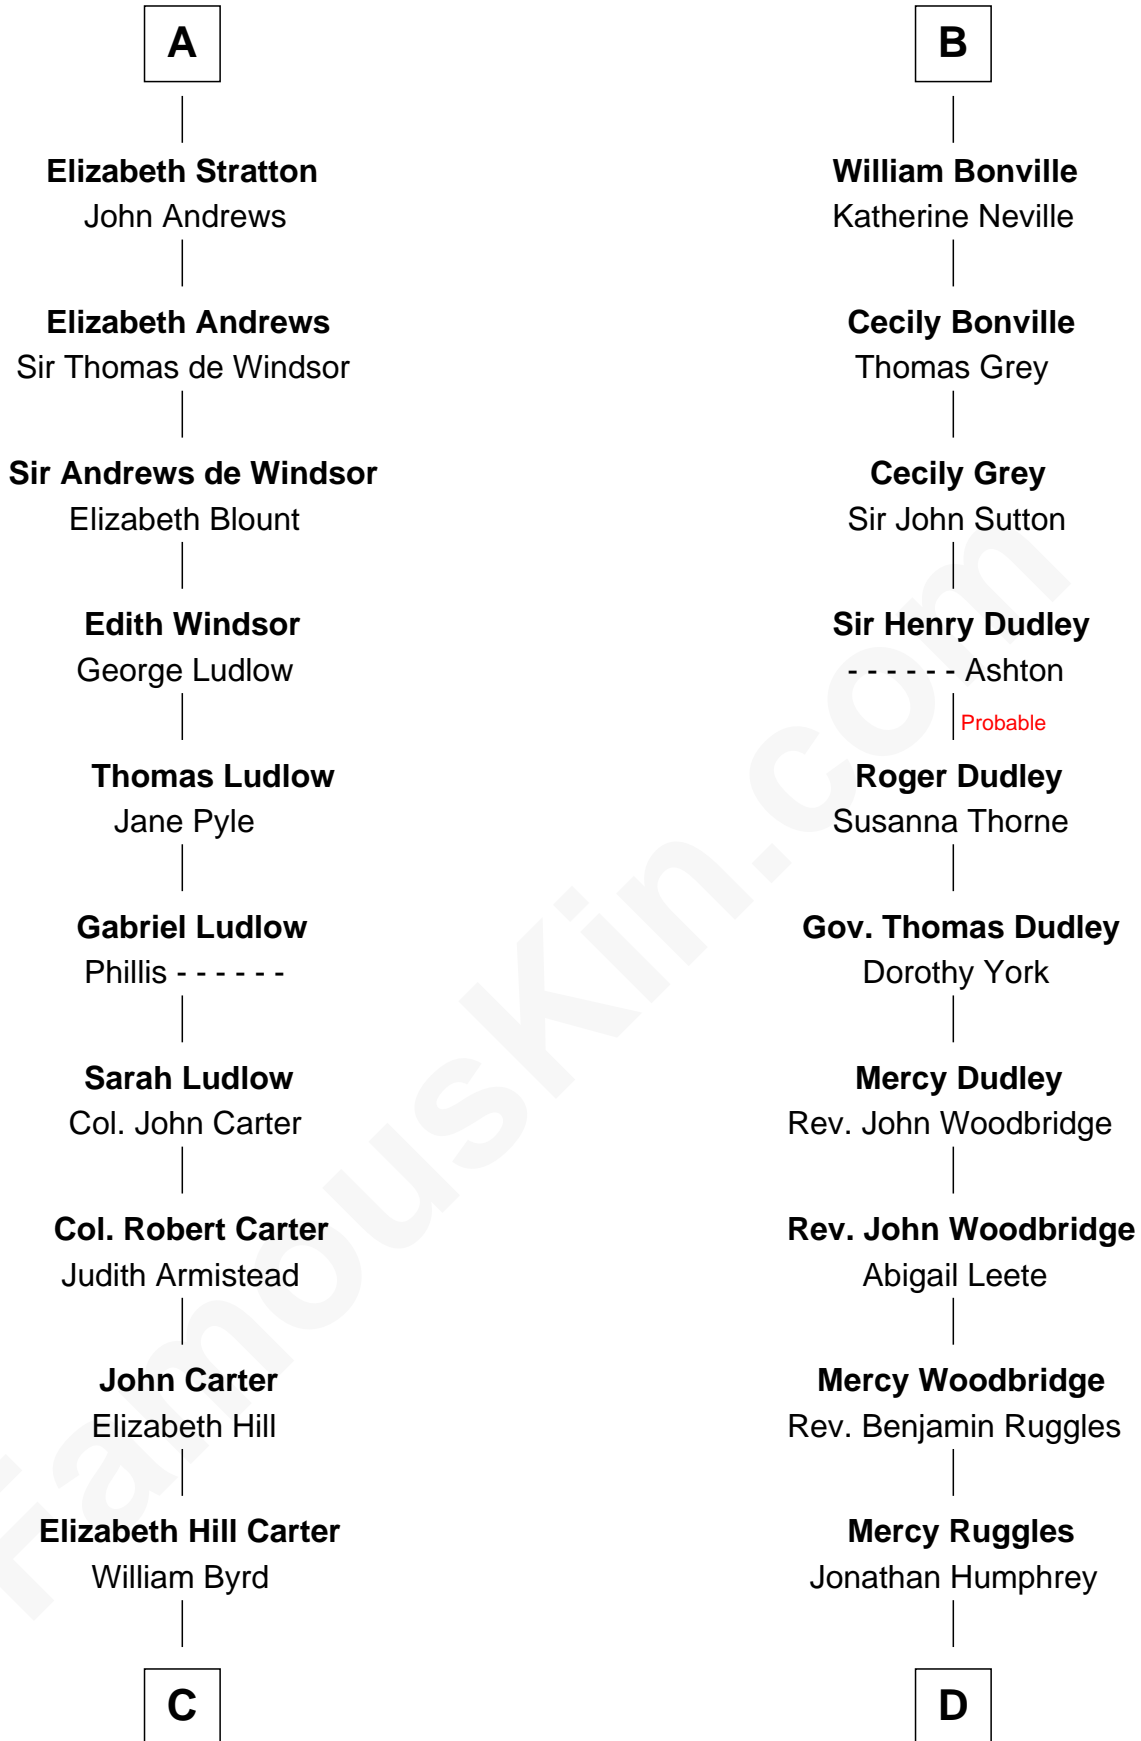 A
Elizabeth Stratton
John Andrews
Elizabeth Andrews
Sir Thomas de Windsor
Sir Andrews de Windsor
Elizabeth Blount
Edith Windsor
George Ludlow
Thomas Ludlow
Jane Pyle
Gabriel Ludlow
Phillis - - - - - -
Sarah Ludlow
Col. John Carter
Col. Robert Carter
Judith Armistead
John Carter
Elizabeth Hill
Elizabeth Hill Carter
William Byrd
C
B
William Bonville
Katherine Neville
Cecily Bonville
Thomas Grey
Cecily Grey
Sir John Sutton
Sir Henry Dudley
- - - - - - Ashton
Probable
Roger Dudley
Susanna Thorne
Gov. Thomas Dudley
Dorothy York
Mercy Dudley
Rev. John Woodbridge
Rev. John Woodbridge
Abigail Leete
Mercy Woodbridge
Rev. Benjamin Ruggles
Mercy Ruggles
Jonathan Humphrey
D
FamousKin.com